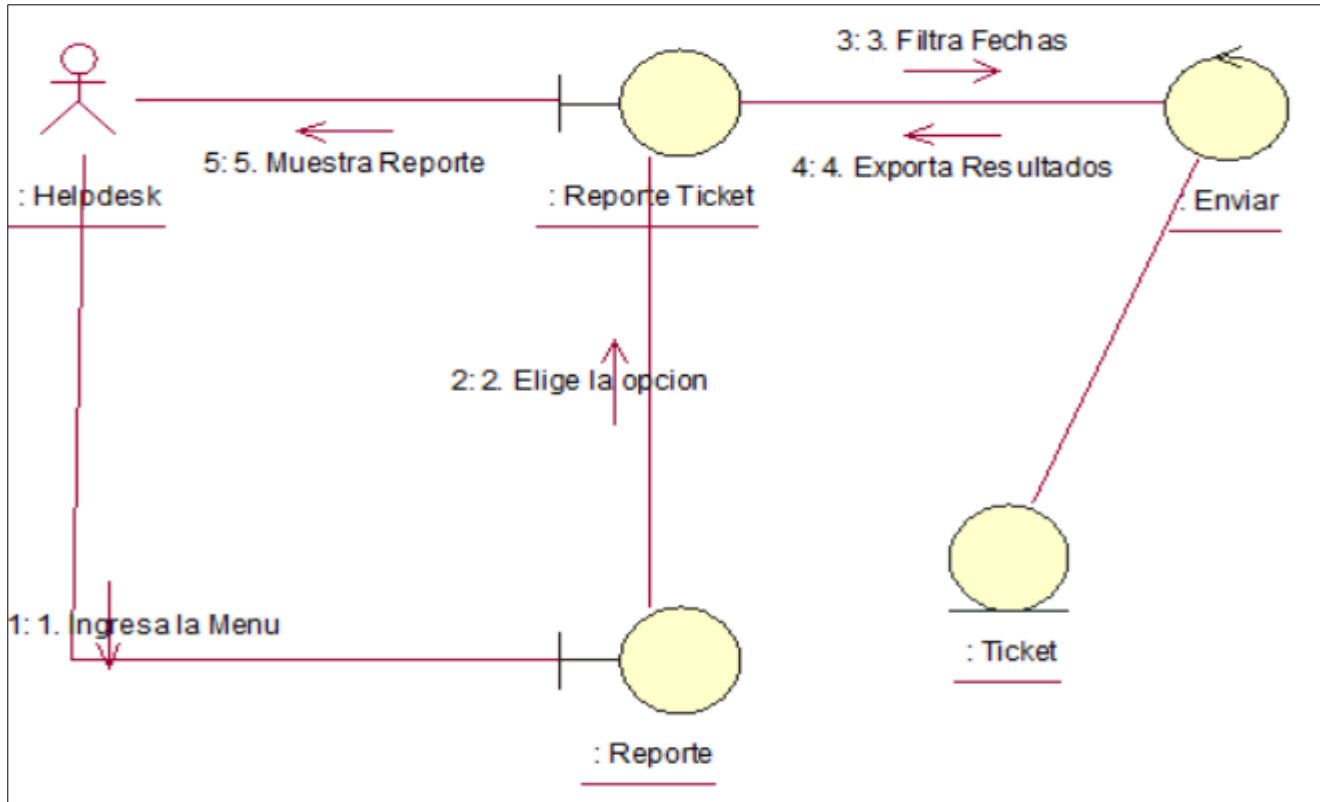 3: 3. Filtra Fechas
5: 5. Muestra Reporte
4: 4. Exporta Resultados
: Helpdesk
: Reporte Ticket
: Enviar
2: 2. Elige la opcion
1: 1. Ingresa la Menu
: Ticket
: Reporte